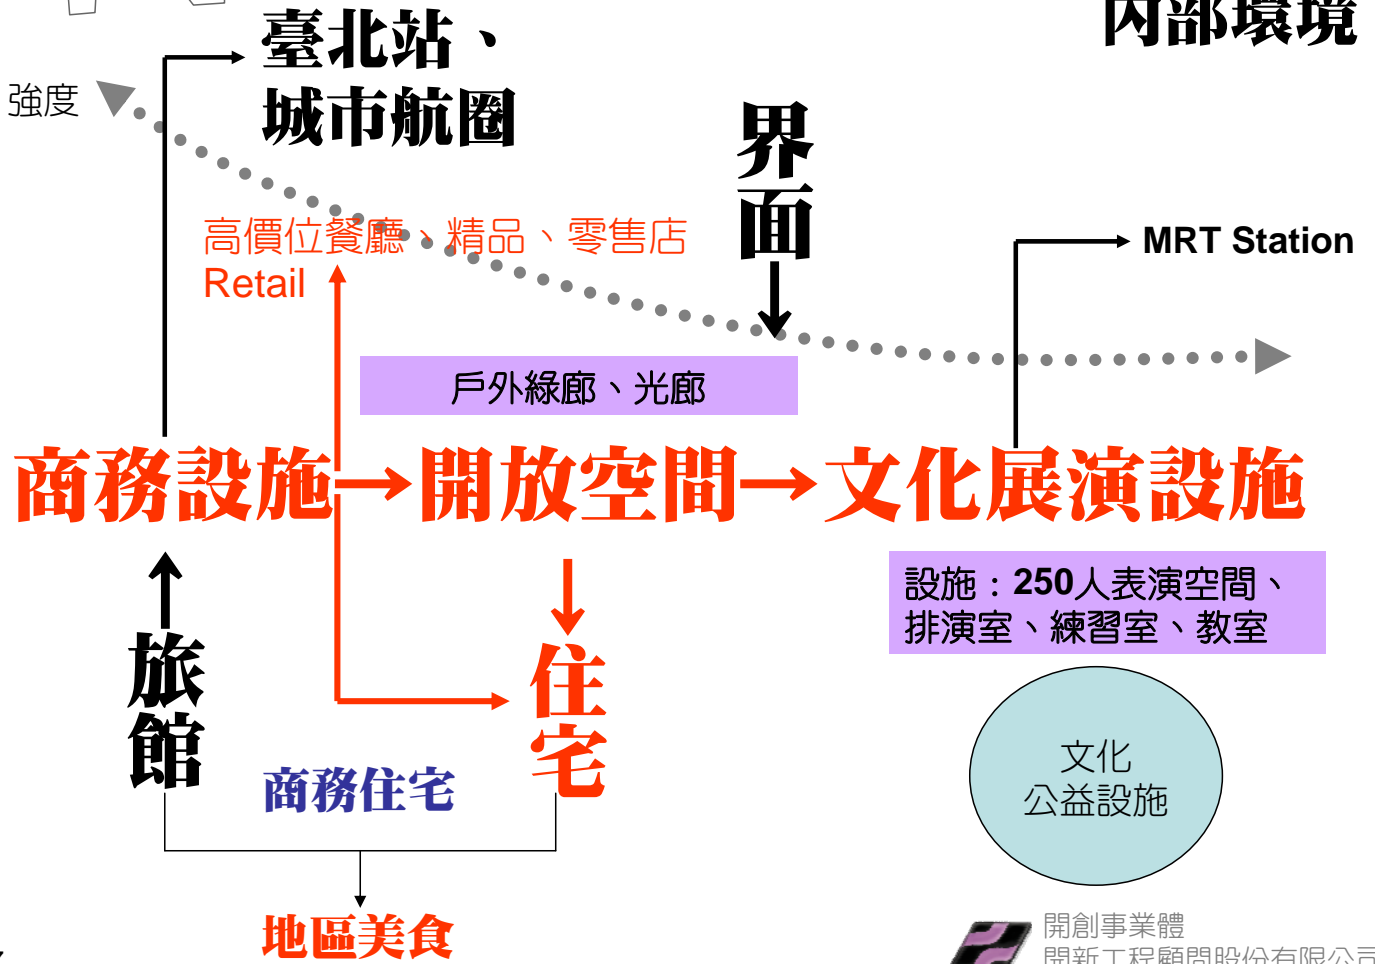 內部環境
臺北站、
城市航圈
強度
界面
高價位餐廳、精品、零售店
Retail
MRT Station
戶外綠廊、光廊
商務設施
開放空間
文化展演設施
設施：250人表演空間、
排演室、練習室、教室
旅館
住宅
商務住宅
文化
公益設施
地區美食
開創事業體
開新工程顧問股份有限公司